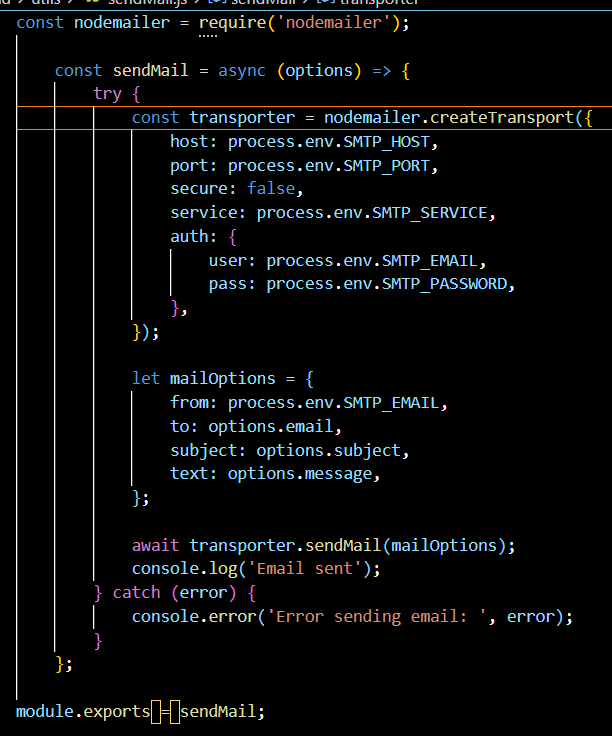 utils > JS sendMail.js > sendMail > transporter
const nodemailer = require('nodemailer');
const sendMail = async (options) => {
try {
const transporter = nodemailer.createTransport({
host: process.env.SMTP_HOST,
port: process.env.SMTP_PORT,
secure: false,
service: process.env.SMTP_SERVICE,
auth: {
user: process.env.SMTP_EMAIL,
pass: process.env.SMTP_PASSWORD,
},
});
let mailOptions = {
from: process.env.SMTP_EMAIL,
to: options.email,
subject: options.subject,
text: options.message,
};
await transporter.sendMail(mailOptions);
console.log('Email sent');
} catch (error) {
console.error('Error sending email: ', error);
}
};
module.exports = sendMail;